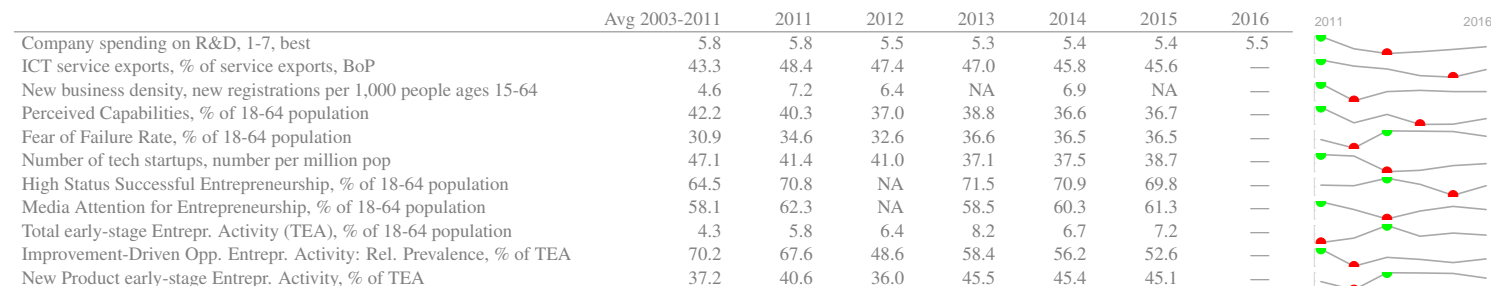 Avg 2003-2011 2011 2012 2013 2014 2015 2016 2011 2016
Company spending on R&D, 1-7, best 5.8 5.8 5.5 5.3 5.4 5.4 5.5
ICT service exports, % of service exports, BoP 43.3 48.4 47.4 47.0 45.8 45.6 —
New business density, new registrations per 1,000 people ages 15-64 4.6 7.2 6.4 NA 6.9 NA —
Perceived Capabilities, % of 18-64 population 42.2 40.3 37.0 38.8 36.6 36.7 —
Fear of Failure Rate, % of 18-64 population 30.9 34.6 32.6 36.6 36.5 36.5 —
Number of tech startups, number per million pop 47.1 41.4 41.0 37.1 37.5 38.7 —
High Status Successful Entrepreneurship, % of 18-64 population 64.5 70.8 NA 71.5 70.9 69.8 —
Media Attention for Entrepreneurship, % of 18-64 population 58.1 62.3 NA 58.5 60.3 61.3 —
Total early-stage Entrepr. Activity (TEA), % of 18-64 population 4.3 5.8 6.4 8.2 6.7 7.2 —
Improvement-Driven Opp. Entrepr. Activity: Rel. Prevalence, % of TEA 70.2 67.6 48.6 58.4 56.2 52.6 —
New Product early-stage Entrepr. Activity, % of TEA 37.2 40.6 36.0 45.5 45.4 45.1 —